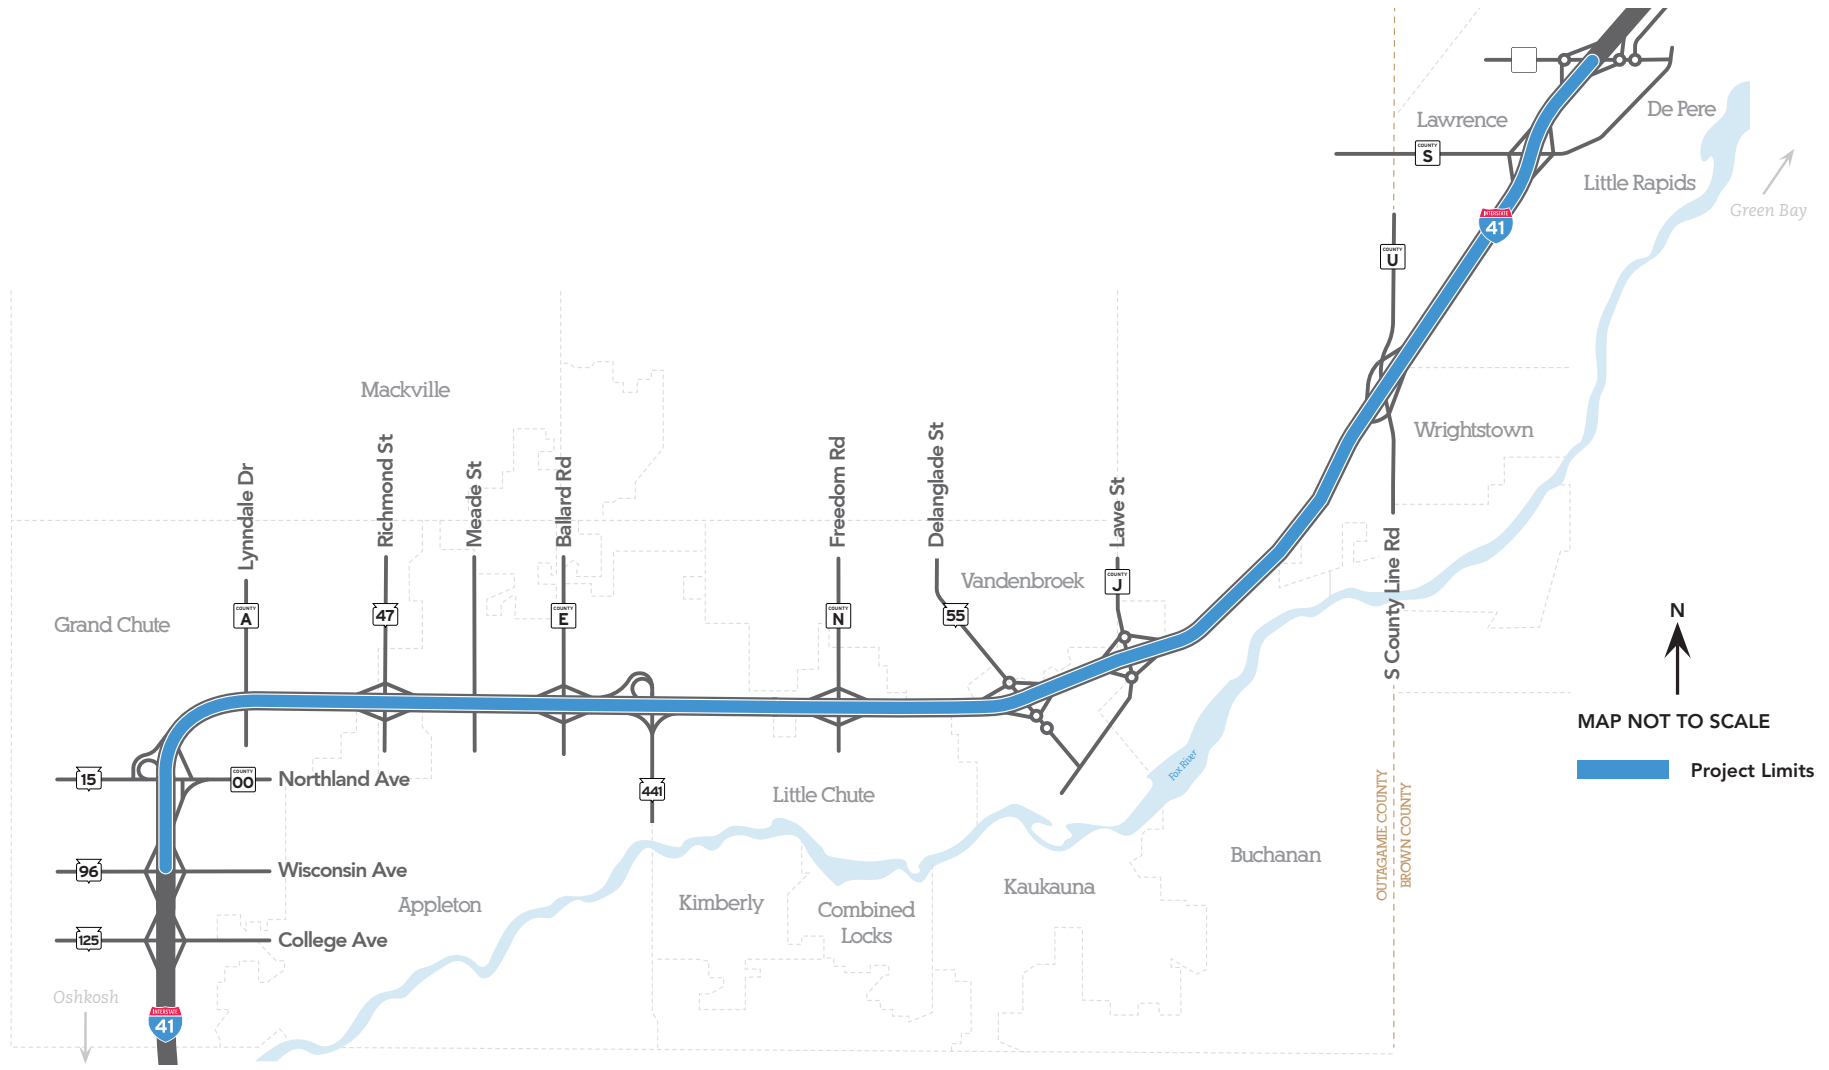 De Pere
Lawrence
COUNTY
S
Little Rapids
Green Bay
INTERSTATE
41
COUNTY
U
Mackville
Wrightstown
Lynndale Dr
Richmond St
Meade St
Ballard Rd
Freedom Rd
Delanglade St
Lawe St
S County Line Rd
Vandenbroek
COUNTY
J
Grand Chute
COUNTY
A
47
COUNTY
E
COUNTY
N
55
N
MAP NOT TO SCALE
Project Limits
15
COUNTY
00
Northland Ave
441
Little Chute
Fox River
OUTAGAMIE COUNTY
BROWN COUNTY
96
Wisconsin Ave
Buchanan
Appleton
Kimberly
Combined
Locks
Kaukauna
125
College Ave
Oshkosh
INTERSTATE
41